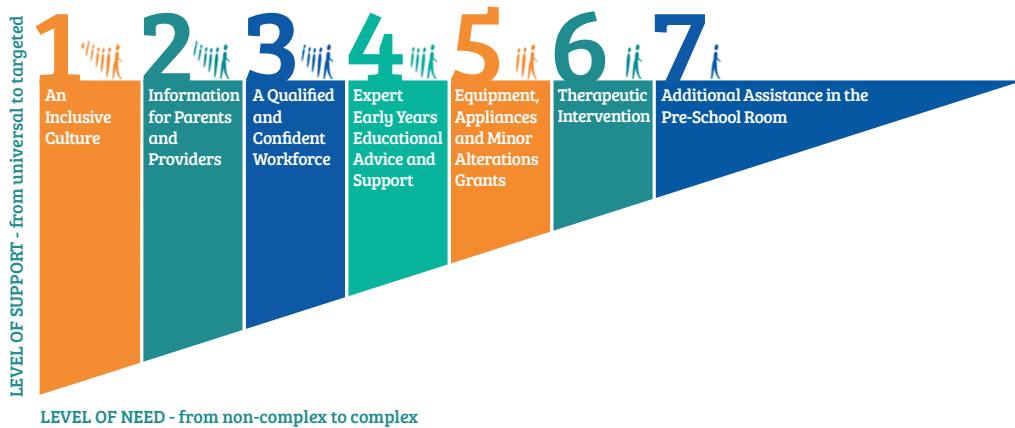 LEVEL OF SUPPORT - from universal to targeted
1
An
Inclusive
Culture
2
Information
for Parents
and
Providers
3
A Qualified
and
Confident
Workforce
4
Expert
Early Years
Educational
Advice and
Support
5
Equipment,
Appliances
and Minor
Alterations
Grants
6
Therapeutic
Intervention
7
Additional Assistance in the
Pre-School Room
LEVEL OF NEED - from non-complex to complex